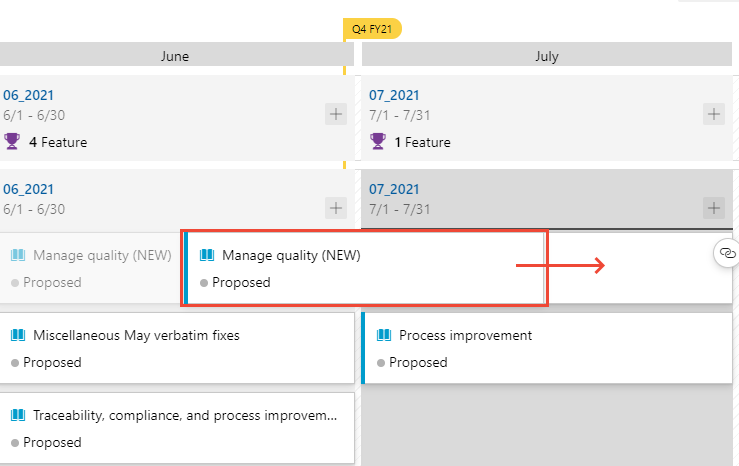 Q4 FY21
June
July
06_2021
6/1 - 6/30
4 Feature
07_2021
7/1 - 7/31
1 Feature
06_2021
6/1 - 6/30
07_2021
7/1 - 7/31
Manage quality (NEW)
Proposed
Manage quality (NEW)
Proposed
Miscellaneous May verbatim fixes
Proposed
Process improvement
Proposed
Traceability, compliance, and process improvem...
Proposed